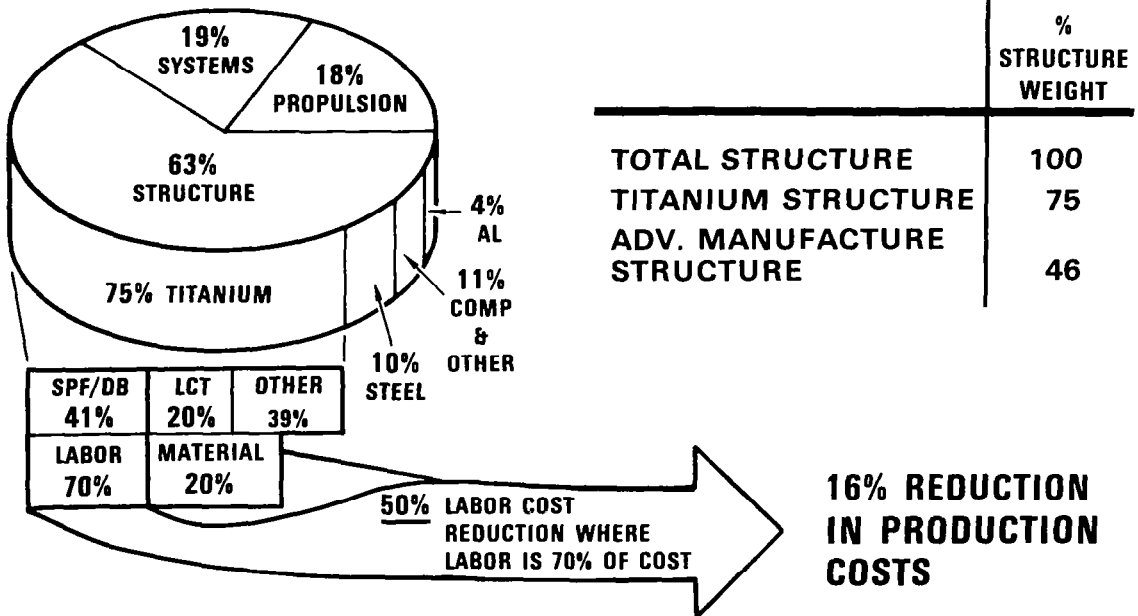 19%
SYSTEMS
18%
PROPULSION
63%
STRUCTURE
4%
AL
75% TITANIUM
11%
COMP
&
OTHER
10%
STEEL
SPF/DB
41%
LCT
20%
OTHER
39%
LABOR
70%
MATERIAL
20%
50% LABOR COST
REDUCTION WHERE
LABOR IS 70% OF COST
16% REDUCTION
IN PRODUCTION
COSTS
%
STRUCTURE
WEIGHT
TOTAL STRUCTURE 100
TITANIUM STRUCTURE 75
ADV. MANUFACTURE
STRUCTURE 46